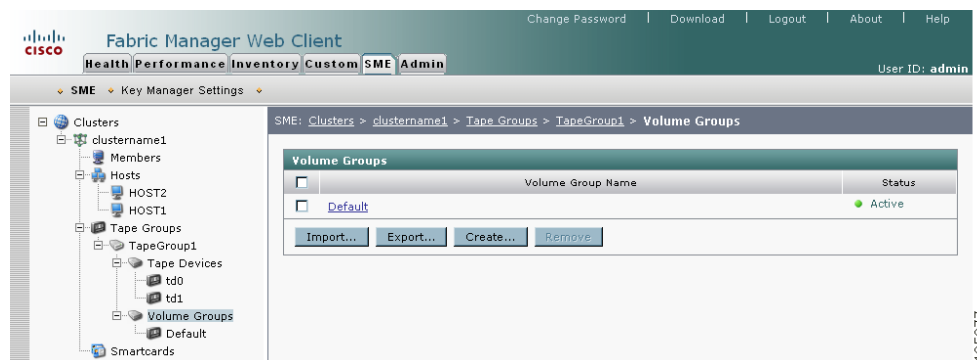 Change Password | Download | Logout | About | Help
CISCO
Fabric Manager Web Client
Health Performance Inventory Custom SME Admin
User ID: admin
SME Key Manager Settings
Clusters
clustername1
Members
Hosts
HOST2
HOST1
Tape Groups
TapeGroup1
Tape Devices
td0
td1
Volume Groups
Default
Smartcards
SME: Clusters > clustername1 > Tape Groups > TapeGroup1 > Volume Groups
Volume Groups
Volume Group Name Status
Default Active
Import... Export... Create... Remove